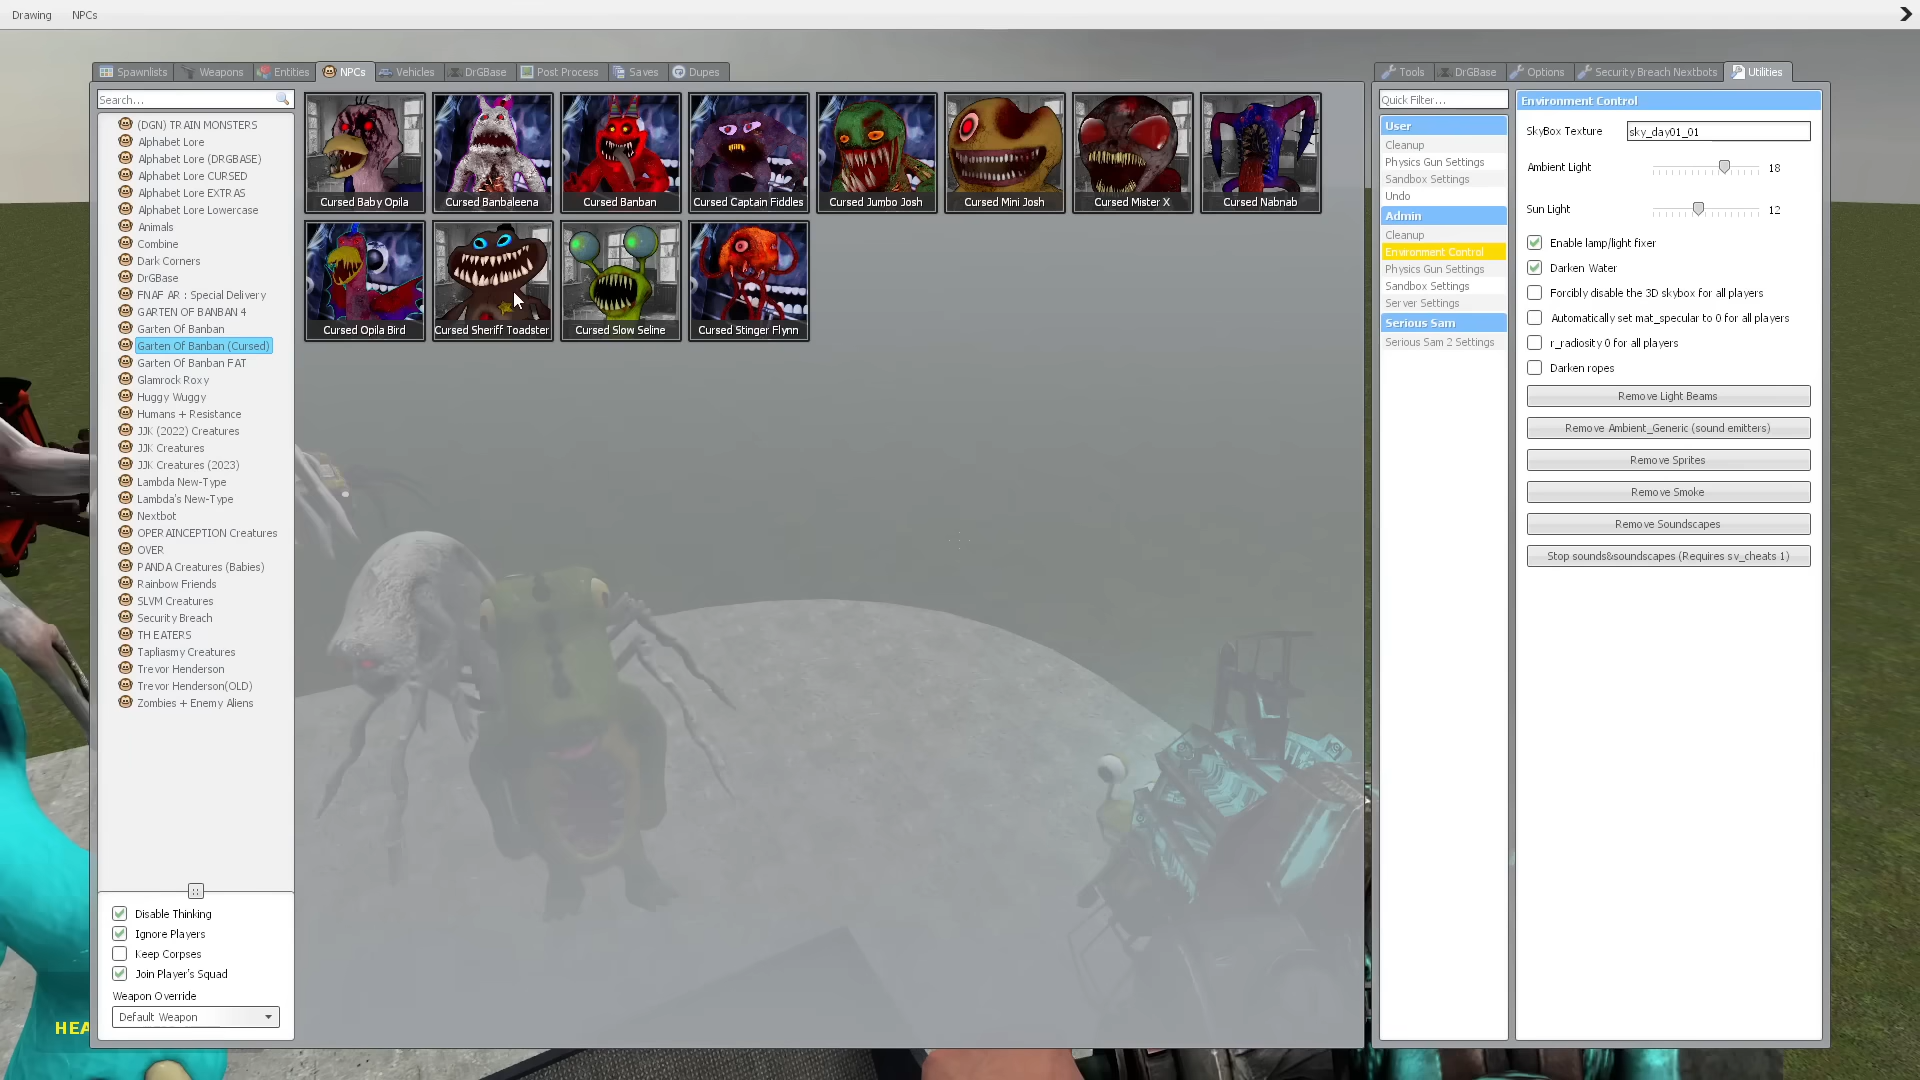 Drawing NPCs
Spawnlists Weapons Entities NPCs Vehicles DrGBase Post Process Saves Dupes
Search...
(DGN) TRAIN MONSTERS
Alphabet Lore
Alphabet Lore (DRGBASE)
Alphabet Lore CURSED
Alphabet Lore EXTRAS
Alphabet Lore Lowercase
Animals
Combine
Dark Corners
DrGBase
FNAF AR : Special Delivery
GARTEN OF BANBAN 4
Garten Of Banban
Garten Of Banban (Cursed)
Garten Of Banban FAT
Glamrock Roxy
Huggy Wuggy
Humans + Resistance
JJK (2022) Creatures
JJK Creatures
JJK Creatures (2023)
Lambda New-Type
Lambda's New-Type
Nextbot
OPERAINCEPTION Creatures
OVER
PANDA Creatures (Babies)
Rainbow Friends
SLVM Creatures
Security Breach
TH EATERS
Tapliasmy Creatures
Trevor Henderson
Trevor Henderson(OLD)
Zombies + Enemy Aliens
Disable Thinking
Ignore Players
Keep Corpses
Join Player's Squad
Weapon Override
Default Weapon
HEA
Cursed Baby Opila
Cursed Banbaleena
Cursed Banban
Cursed Captain Fiddles
Cursed Jumbo Josh
Cursed Mini Josh
Cursed Mister X
Cursed Nabnab
Cursed Opila Bird
Cursed Sheriff Toadster
Cursed Slow Seline
Cursed Stinger Flynn
Tools DrGBase Options Security Breach Nextbots Utilities
Quick Filter...
User
Cleanup
Physics Gun Settings
Sandbox Settings
Undo
Admin
Cleanup
Environment Control
Physics Gun Settings
Sandbox Settings
Server Settings
Serious Sam
Serious Sam 2 Settings
Environment Control
SkyBox Texture sky_day01_01
Ambient Light 18
Sun Light 12
Enable lamp/light fixer
Darken Water
Forcibly disable the 3D skybox for all players
Automatically set mat_specular to 0 for all players
r_radiosity 0 for all players
Darken ropes
Remove Light Beams
Remove Ambient_Generic (sound emitters)
Remove Sprites
Remove Smoke
Remove Soundscapes
Stop sounds&soundscapes (Requires sv_cheats 1)